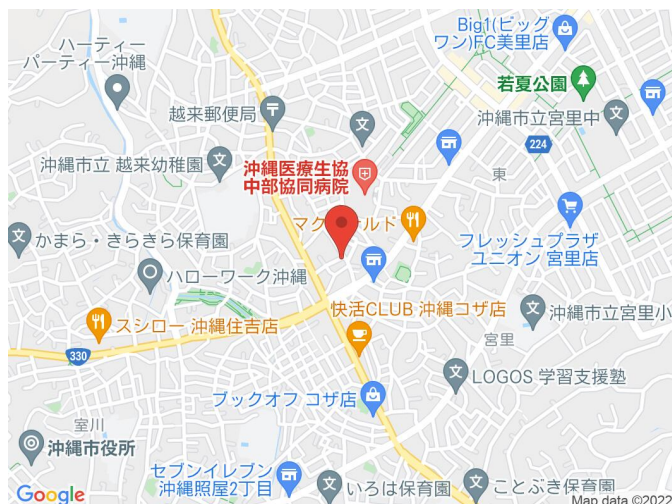 Big1(ビッグ
ワン)FC美里店
ハーティー
パーティー沖縄
若夏公園
越来郵便局
沖縄市立宮里中
224
沖縄市立 越来幼稚園
沖縄医療生協
中部協同病院
東
マク
ナルド
かまら・きらきら保育園
フレッシュプラザ
ユニオン 宮里店
ハローワーク沖縄
快活CLUB 沖縄コザ店
沖縄市立宮里小
スシロー 沖縄住吉店
宮里
330
LOGOS 学習支援塾
ブックオフ コザ店
室川
沖縄市役所
セブンイレブン
沖縄照屋2丁目
いろは保育園
ことぶき保育園
Google
Map data ©202